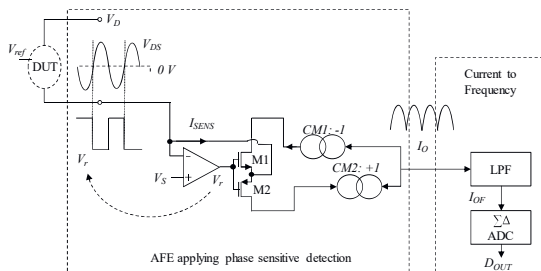 V_D
V_ref
DUT
V_DS
0 V
Current to
Frequency
I_SENS
CM1: -1
V_r
M1
I_O
V_S
V_r
M2
CM2: +1
LPF
I_OF
∑Δ
ADC
D_OUT
AFE applying phase sensitive detection